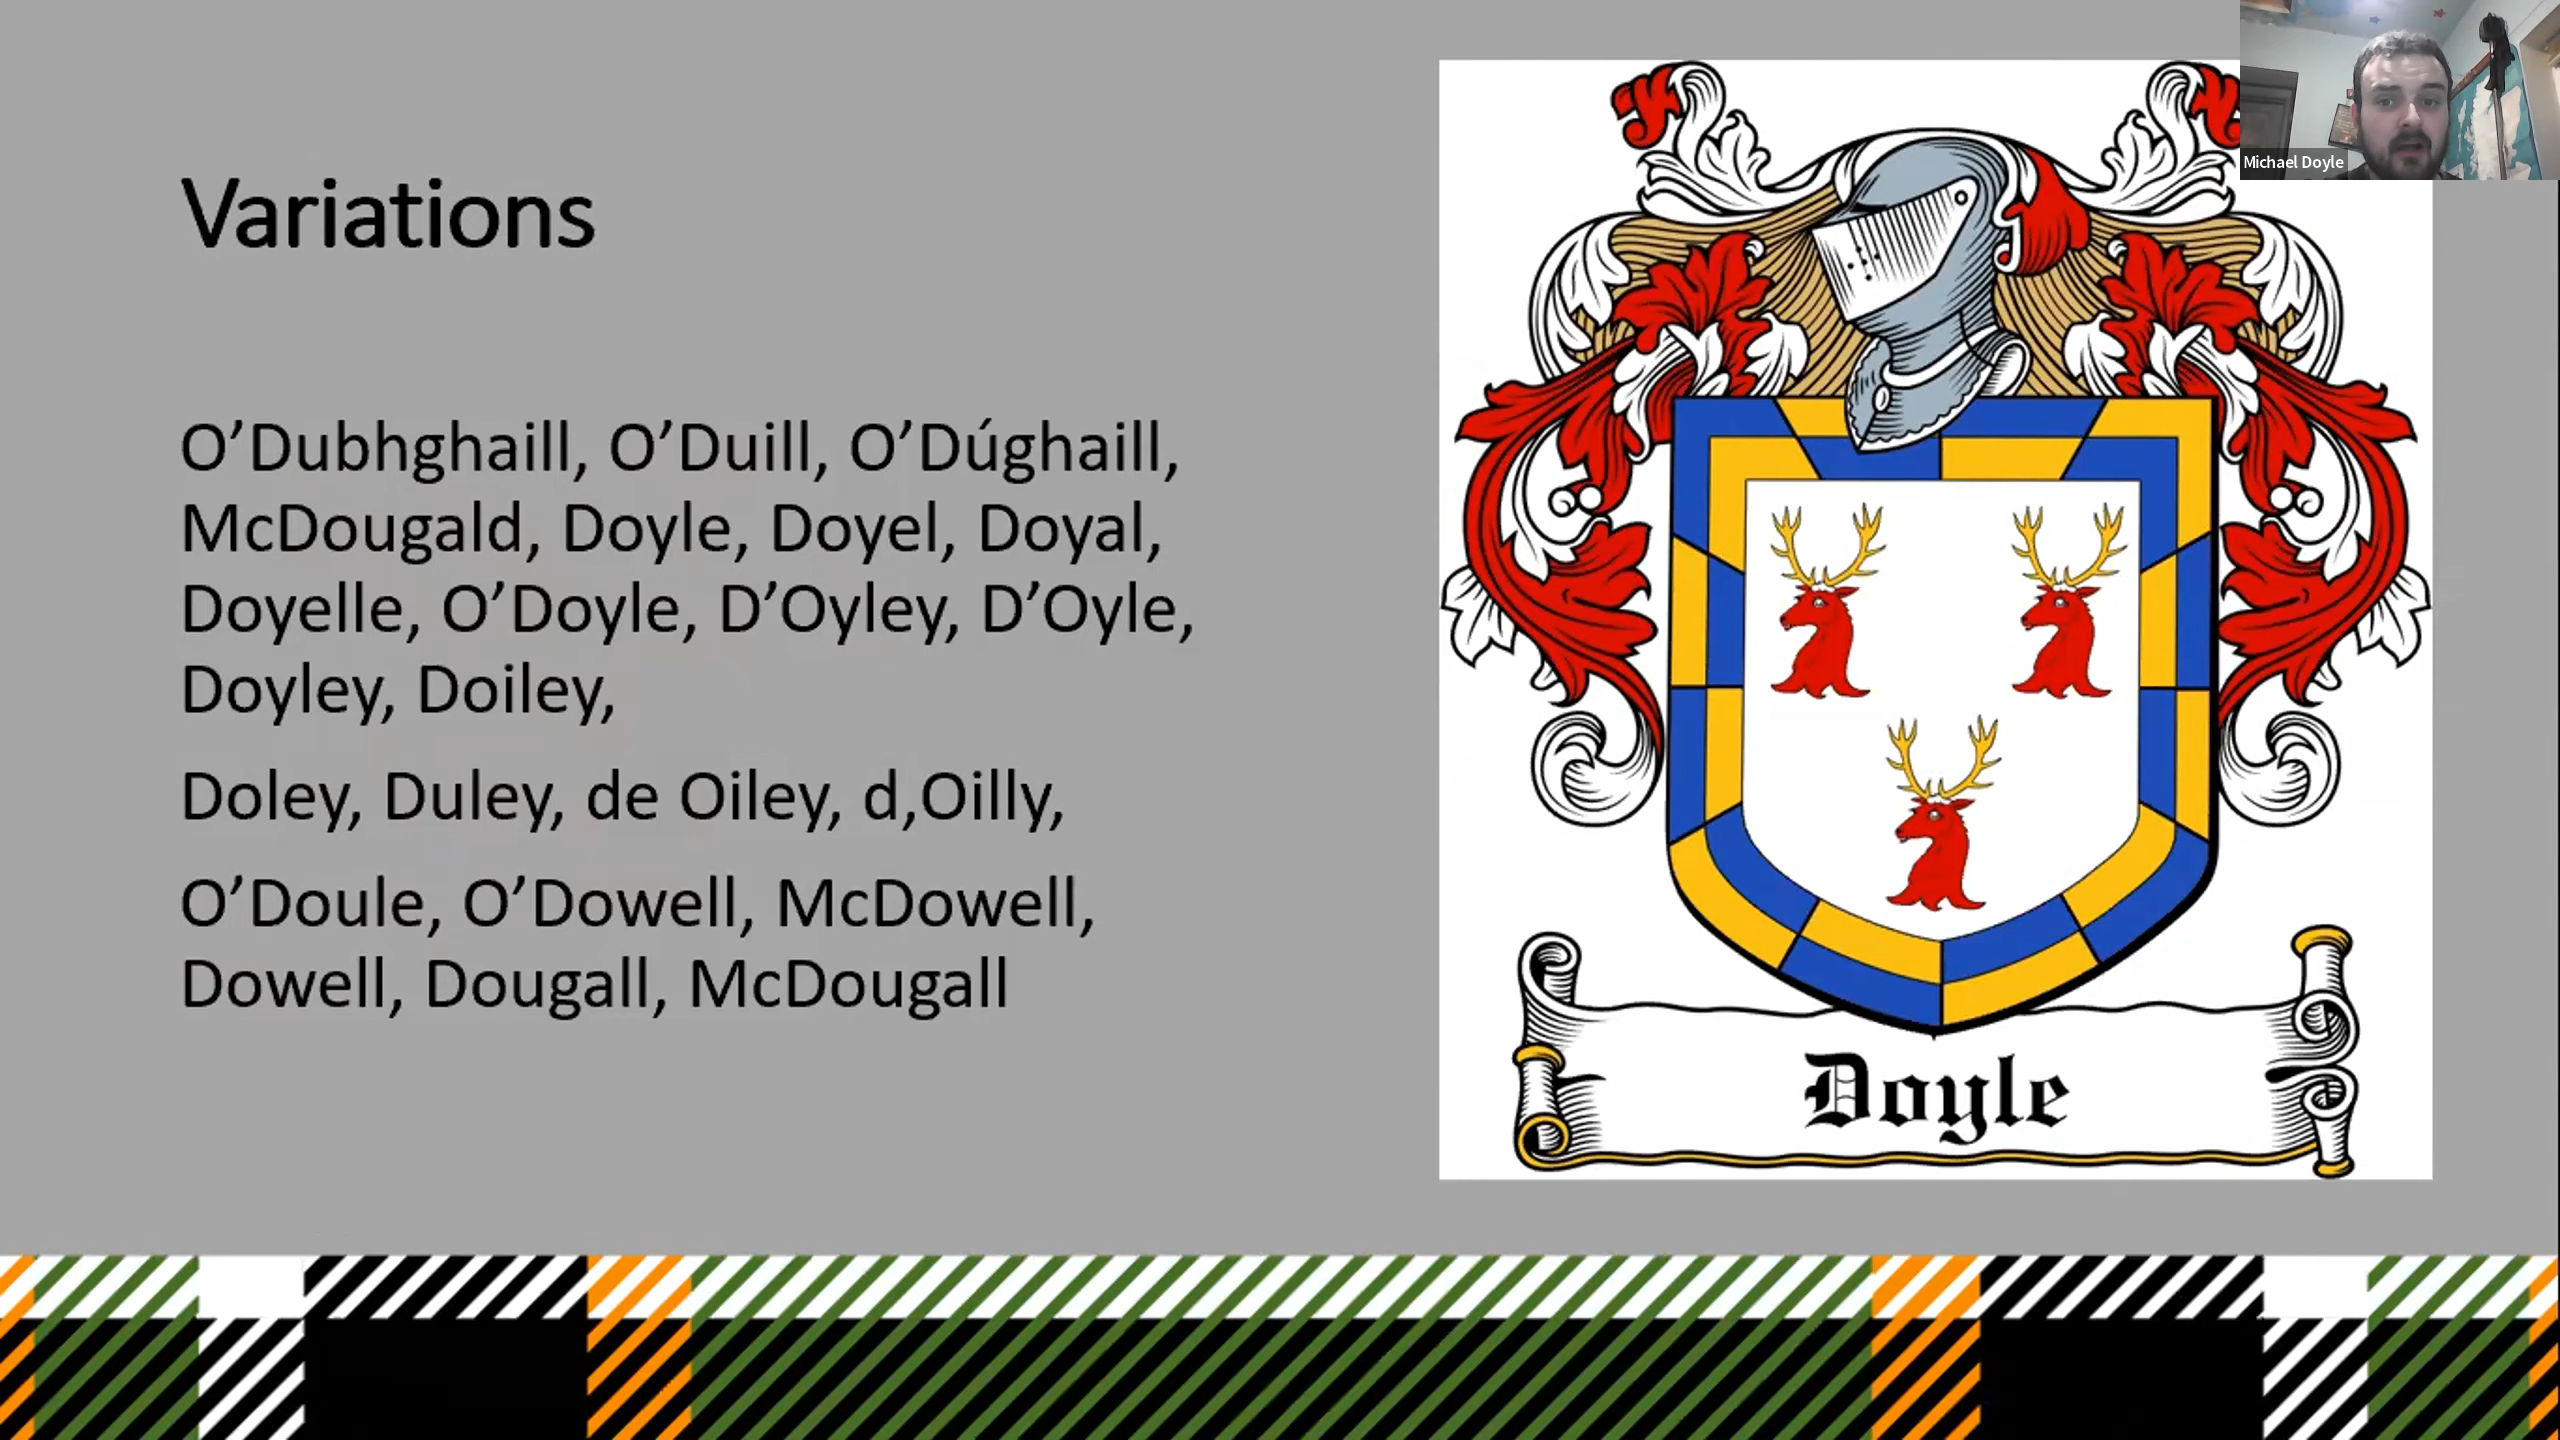 Variations
O’Dubhghaill, O’Duill, O’Dúghaill,
McDougald, Doyle, Doyel, Doyal,
Doyelle, O’Doyle, D’Oyley, D’Oyle,
Doyley, Doiley,
Doley, Duley, de Oiley, d,Oilly,
O’Doule, O’Dowell, McDowell,
Dowell, Dougall, McDougall
Michael Doyle
Doyle